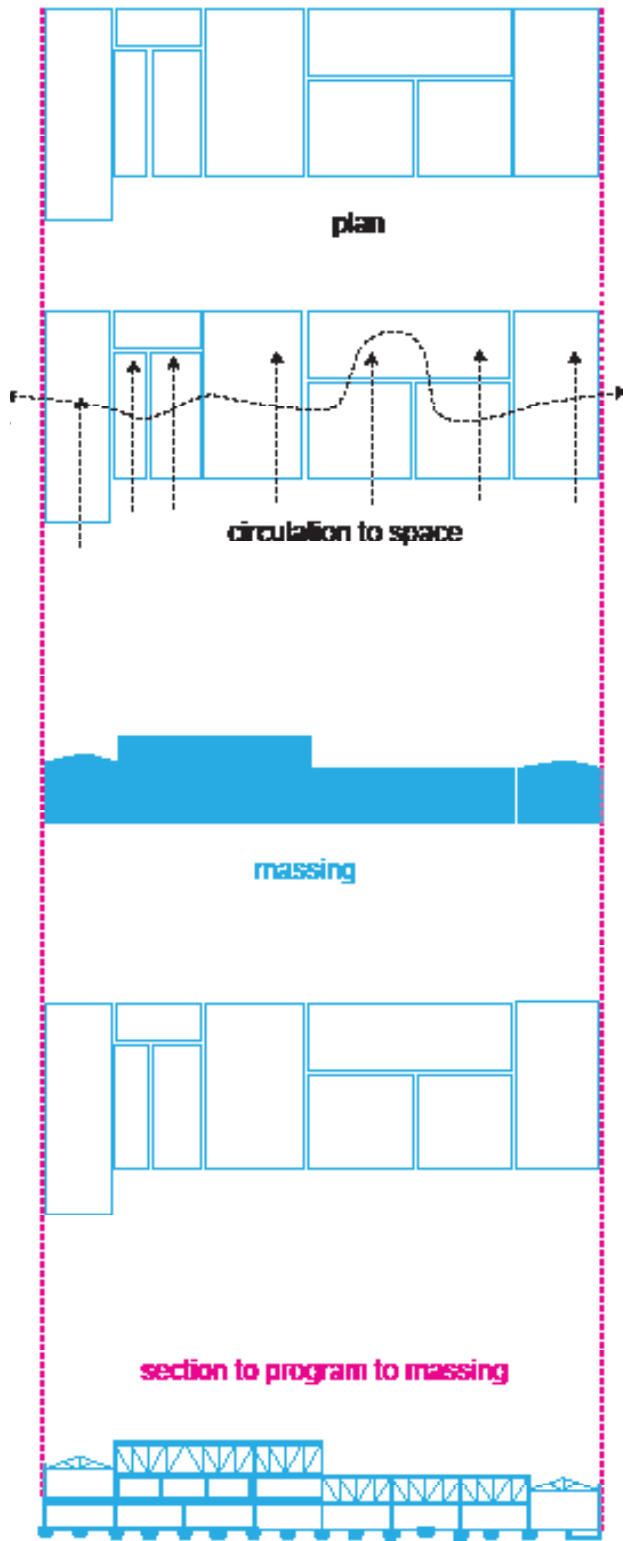 plan
circulation to space
massing
section to program to massing